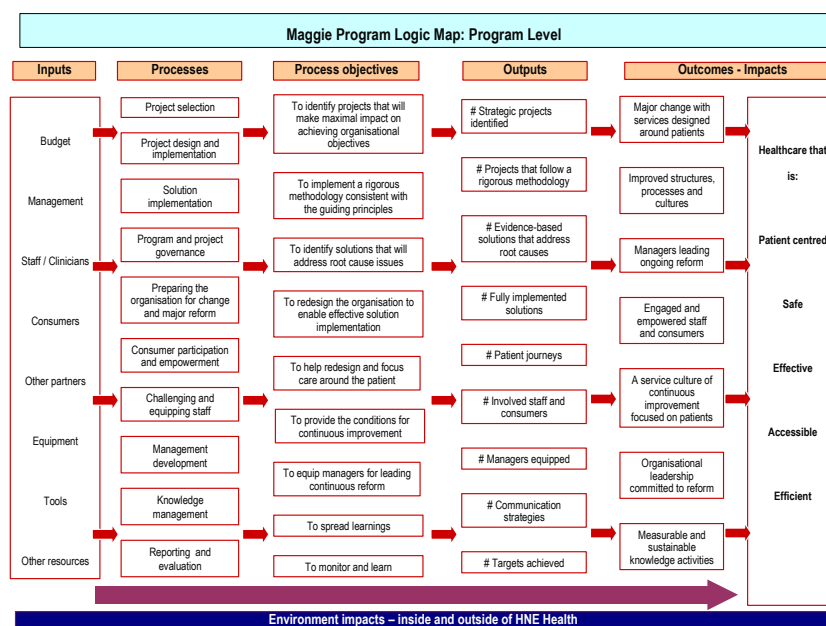 Maggie Program Logic Map: Program Level
Inputs
Processes
Process objectives
Outputs
Outcomes - Impacts
Budget
Management
Staff / Clinicians
Consumers
Other partners
Equipment
Tools
Other resources
Project selection
Project design and
implementation
Solution
implementation
Program and project
governance
Preparing the
organisation for change
and major reform
Consumer participation
and empowerment
Challenging and
equipping staff
Management
development
Knowledge
management
Reporting and
evaluation
To identify projects that will
make maximal impact on
achieving organisational
objectives
To implement a rigorous
methodology consistent with
the guiding principles
To identify solutions that will
address root cause issues
To redesign the organisation to
enable effective solution
implementation
To help redesign and focus
care around the patient
To provide the conditions for
continuous improvement
To equip managers for leading
continuous reform
To spread learnings
To monitor and learn
# Strategic projects
identified
# Projects that follow a
rigorous methodology
# Evidence-based
solutions that address
root causes
# Fully implemented
solutions
# Patient journeys
# Involved staff and
consumers
# Managers equipped
# Communication
strategies
# Targets achieved
Major change with
services designed
around patients
Improved structures,
processes and
cultures
Managers leading
ongoing reform
Engaged and
empowered staff
and consumers
A service culture of
continuous
improvement
focused on patients
Organisational
leadership
committed to reform
Measurable and
sustainable
knowledge activities
Healthcare that
is:
Patient centred
Safe
Effective
Accessible
Efficient
Environment impacts – inside and outside of HNE Health